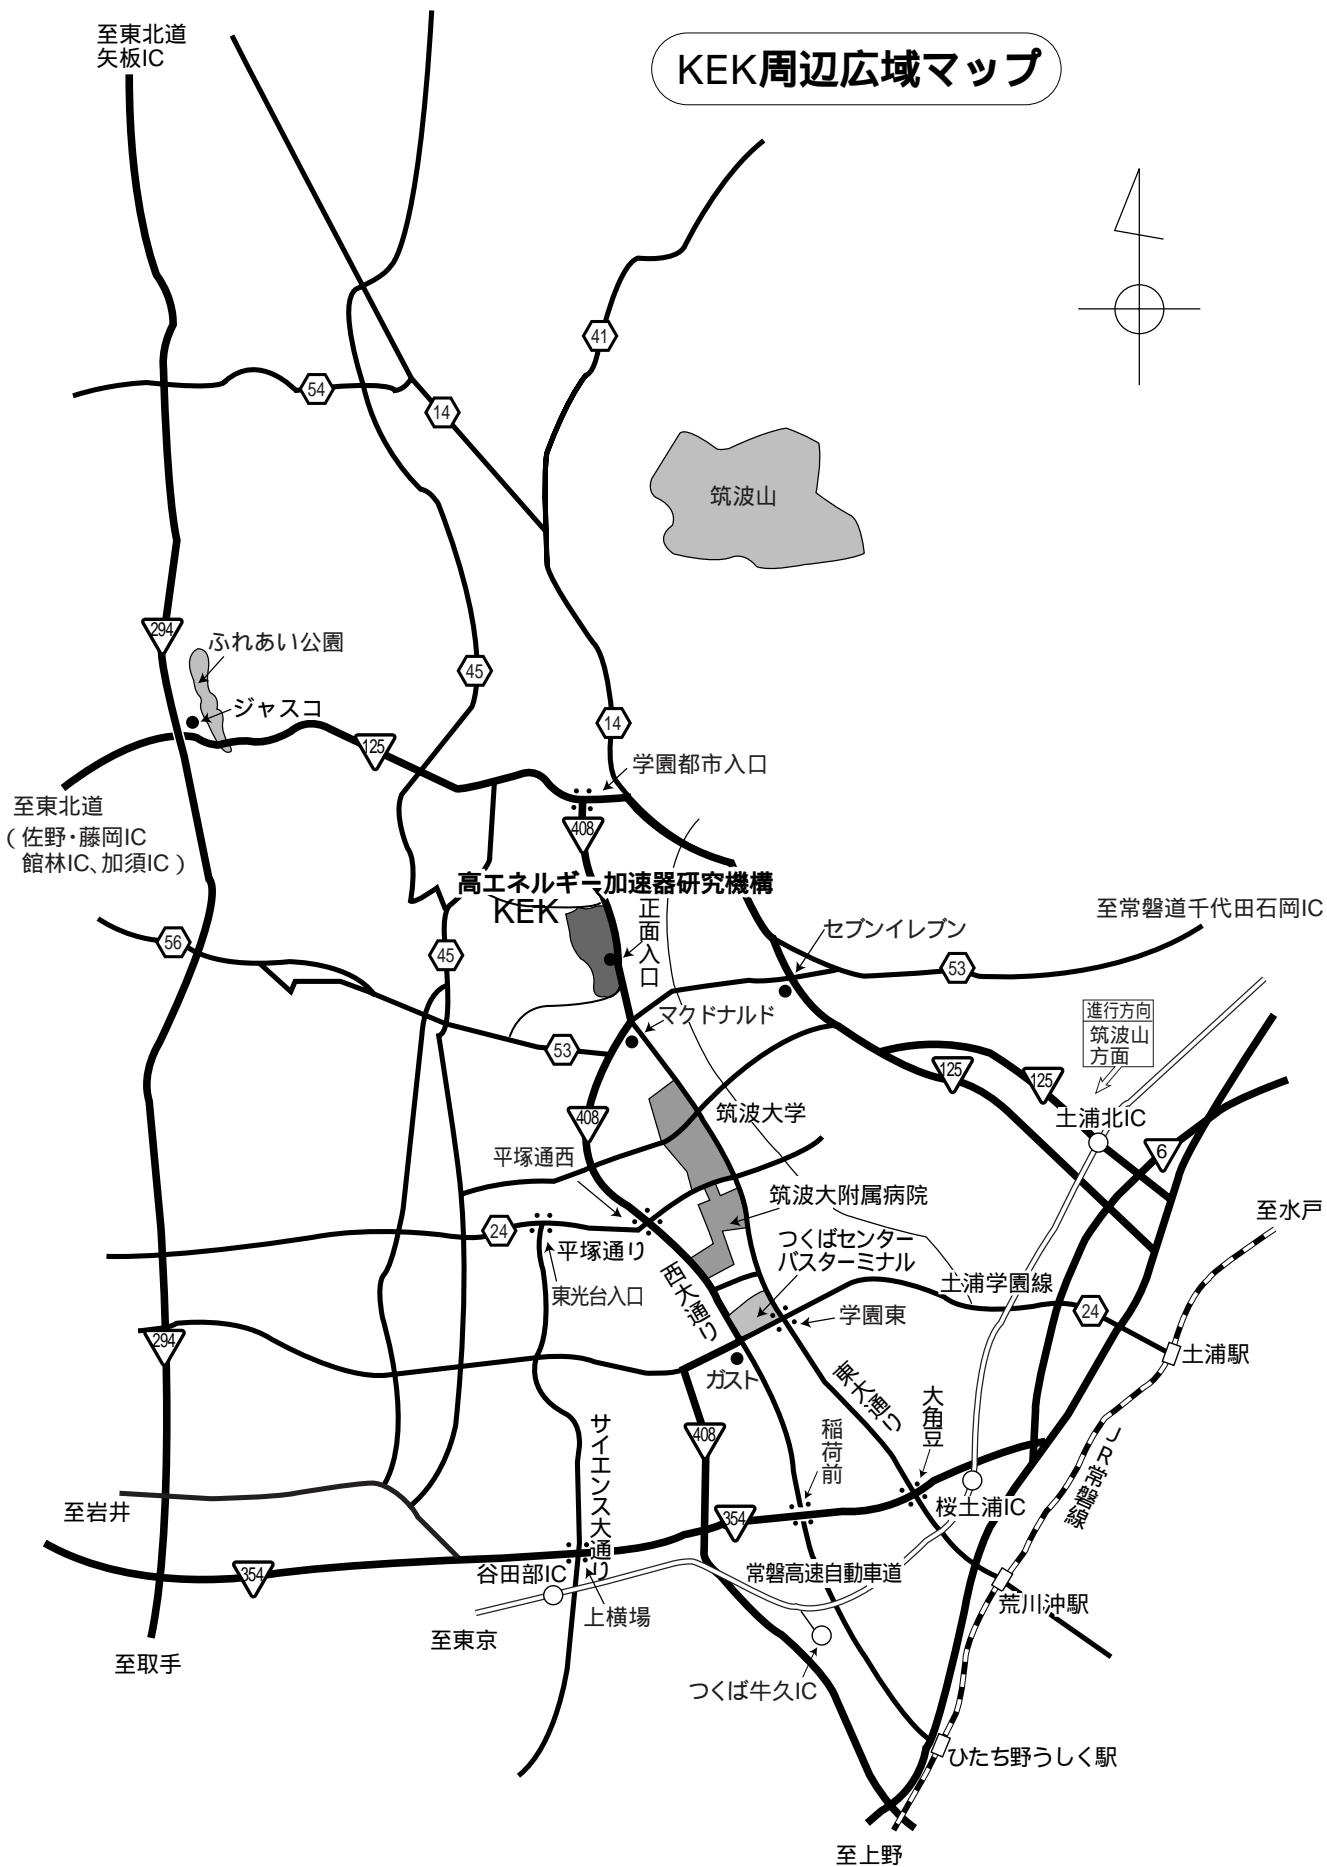 至東北道
矢板IC
KEK周辺広域マップ
41
54
14
筑波山
294
ふれあい公園
45
ジャスコ
14
125
学園都市入口
至東北道
(佐野・藤岡IC
館林IC、加須IC)
408
高エネルギー加速器研究機構
KEK
正面入口
至常磐道千代田石岡IC
セブンイレブン
56
45
53
進行方向
筑波山
方面
マクドナルド
53
125
125
筑波大学
土浦北IC
408
平塚通西
6
筑波大附属病院
至水戸
24
平塚通り
つくばセンター
バスターミナル
東光台入口
西大通り
土浦学園線
学園東
24
294
土浦駅
ガスト
東大通り
大角豆
408
稲荷前
サイエンス大通り
JR常磐線
至岩井
354
桜土浦IC
354
谷田部IC
常磐高速自動車道
荒川沖駅
上横場
至東京
至取手
つくば牛久IC
ひたち野うしく駅
至上野